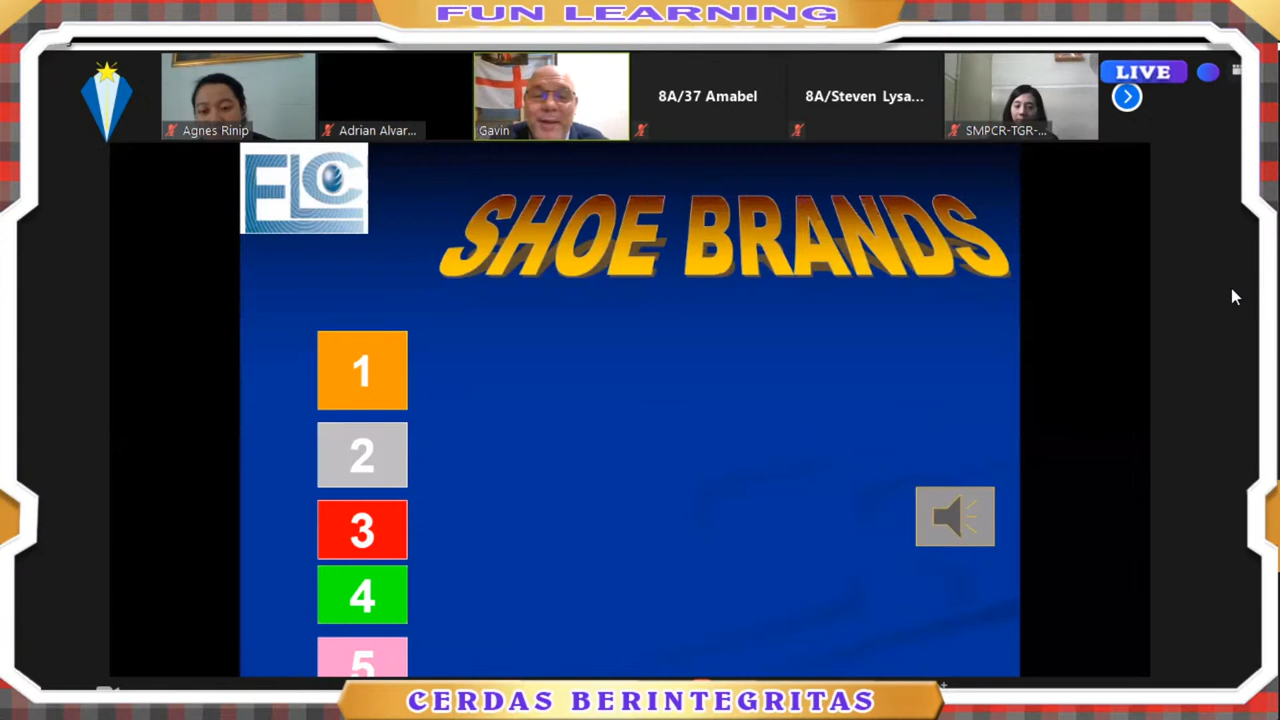 FUN LEARNING
LIVE
8A/37 Amabel
8A/Steven Lysa...
Agnes Rinip
Adrian Alvar...
Gavin
SMPCR-TGR-...
ELC
SHOE BRANDS
1
2
3
4
5
CERDAS BERINTEGRITAS